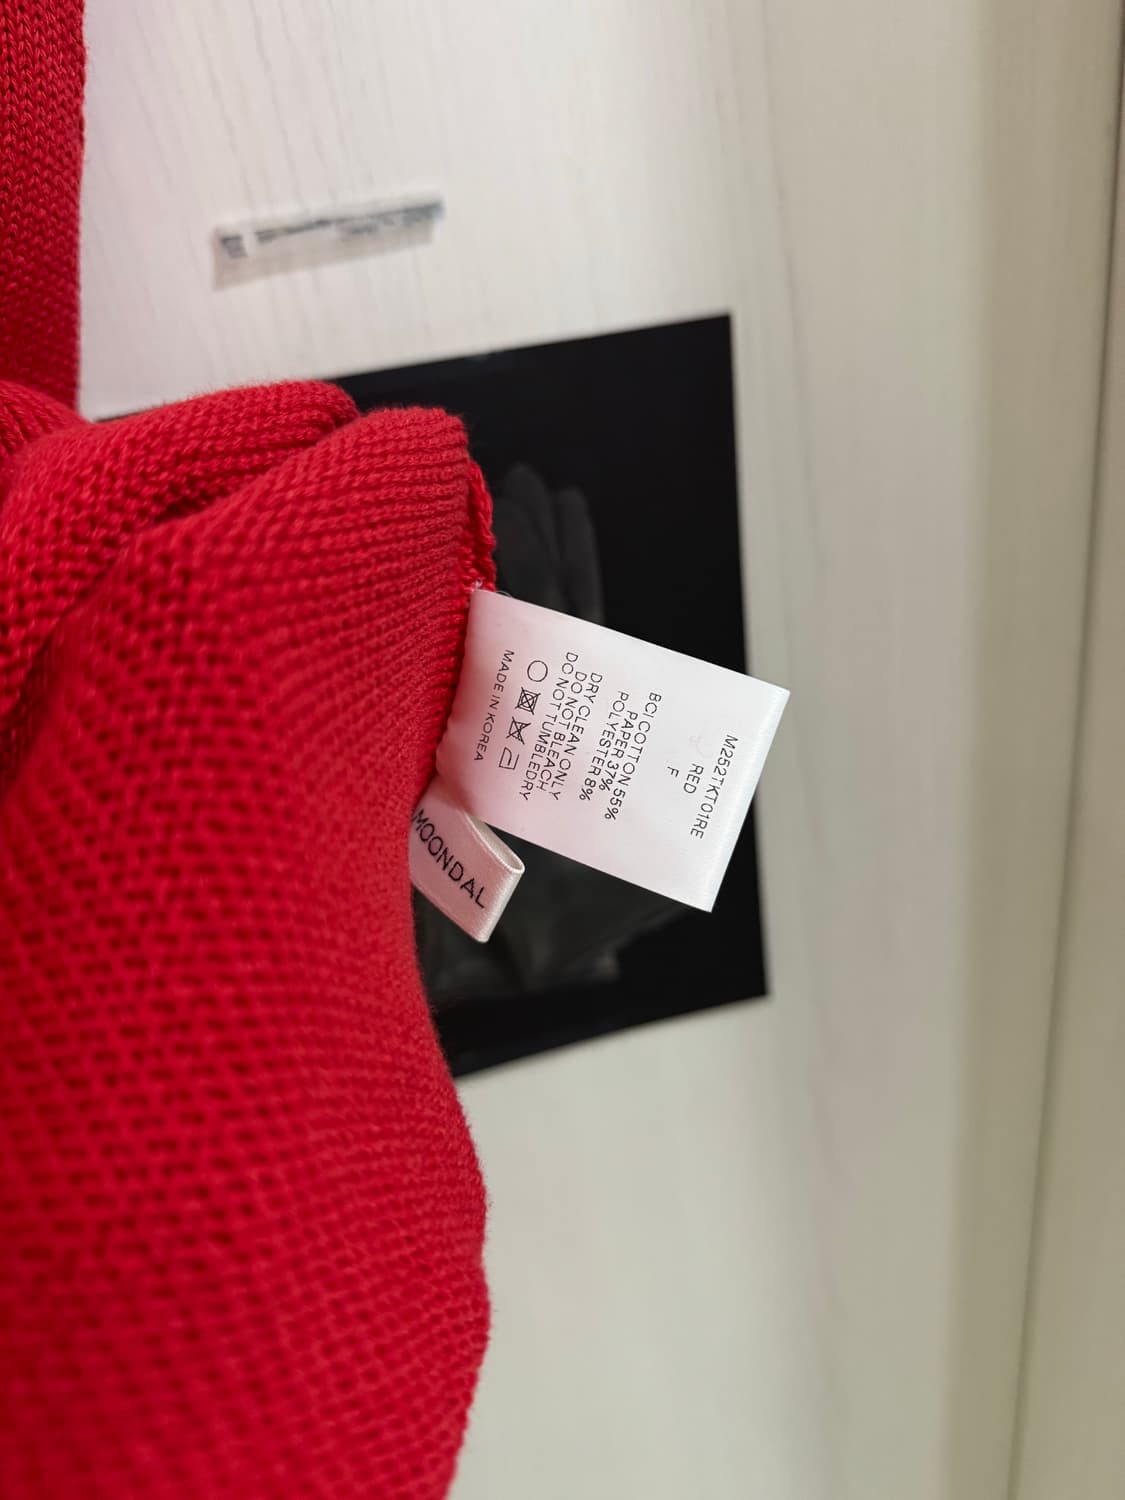 M252TKT01RE
RED
F
BCI COTTON 55%
PAPER 37%
POLYESTER 8%
DRY CLEAN ONLY
DO NOT BLEACH
DO NOT TUMBLEDRY
MADE IN KOREA
MOONDAL